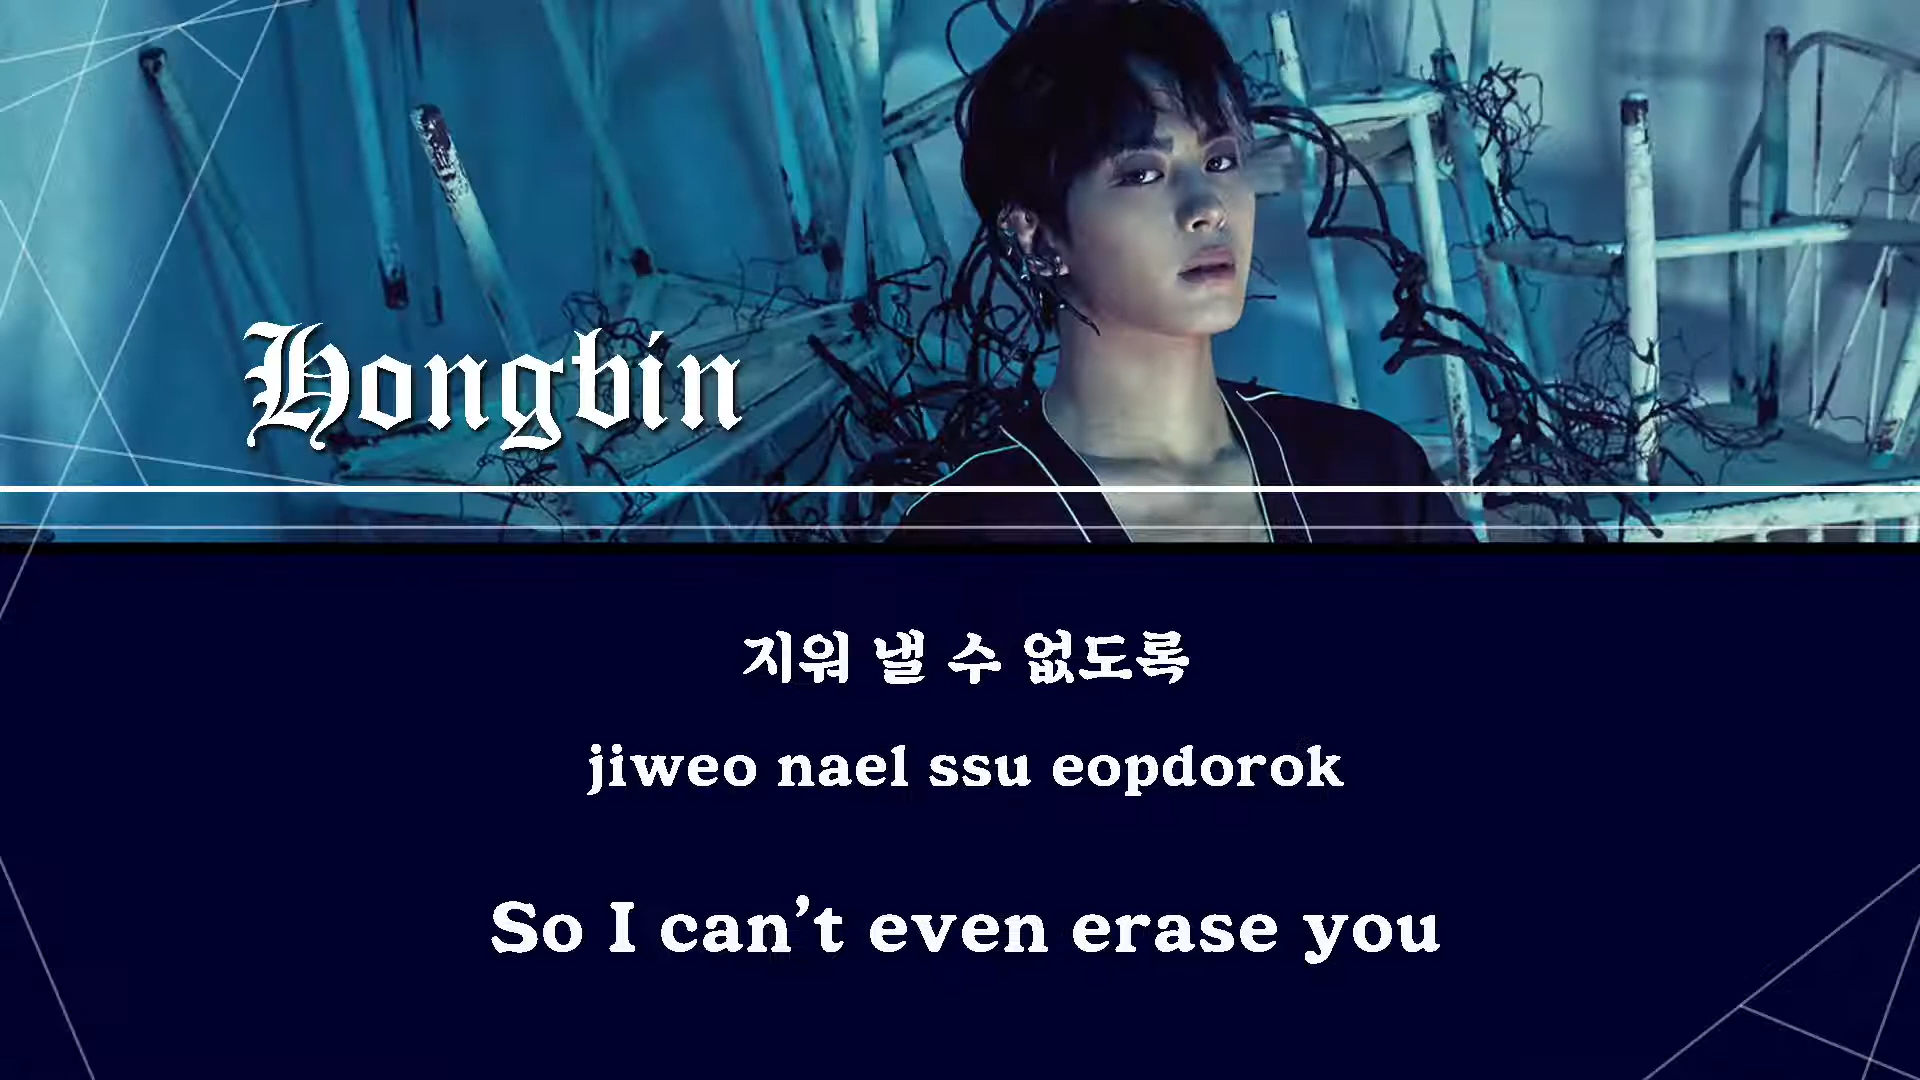 Hongbin
지워 낼 수 없도록
jiweo nael ssu eopdorok
So I can’t even erase you